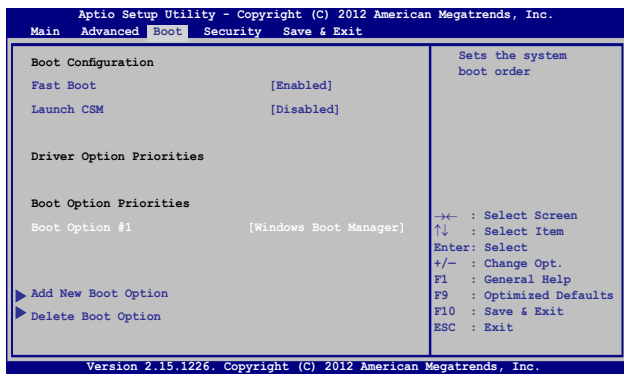 Aptio Setup Utility - Copyright (C) 2012 American Megatrends, Inc.
Main Advanced Boot Security Save & Exit
Boot Configuration
Fast Boot [Enabled]
Launch CSM [Disabled]
Driver Option Priorities
Boot Option Priorities
Boot Option #1 [Windows Boot Manager]
Add New Boot Option
Delete Boot Option
Sets the system
boot order
→← : Select Screen
↑↓ : Select Item
Enter: Select
+/— : Change Opt.
F1 : General Help
F9 : Optimized Defaults
F10 : Save & Exit
ESC : Exit
Version 2.15.1226. Copyright (C) 2012 American Megatrends, Inc.